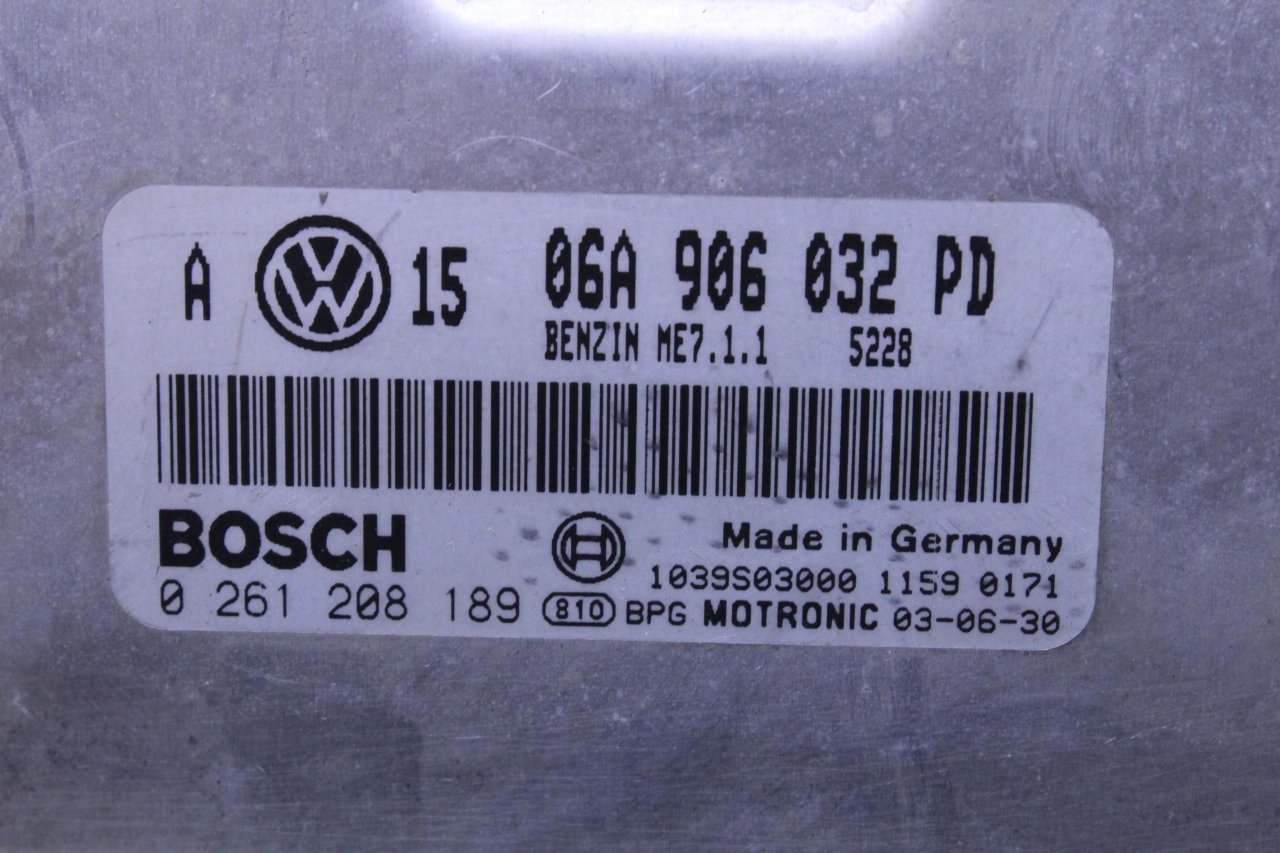 A VW 15 06A 906 032 PD
BENZIN ME7.1.1 5228
BOSCH
Made in Germany
1039S03000 1159 0171
0 261 208 189 810 BPG MOTRONIC 03-06-30